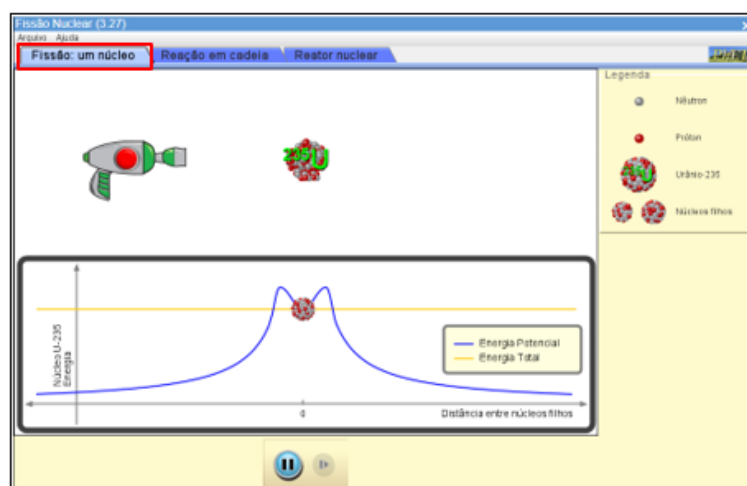 Fissão Nuclear (3.27)
Arquivo Ajuda
Fissão: um núcleo Reação em cadeia Reator nuclear
Legenda
Nêutron
Próton
235U
Urânio-235
Núcleos filhos
235U
Núcleo U-235
Energia
Energia Potencial
Energia Total
0
Distância entre núcleos filhos